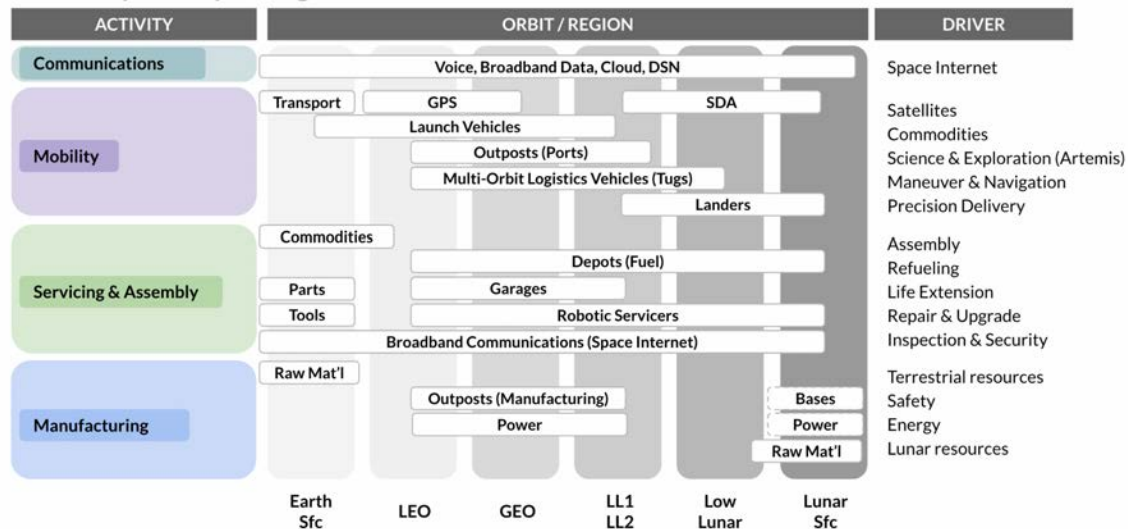 ACTIVITY
ORBIT / REGION
DRIVER
Communications
Voice, Broadband Data, Cloud, DSN
Space Internet
Mobility
Transport
GPS
SDA
Launch Vehicles
Outposts (Ports)
Multi-Orbit Logistics Vehicles (Tugs)
Landers
Satellites
Commodities
Science & Exploration (Artemis)
Maneuver & Navigation
Precision Delivery
Servicing & Assembly
Commodities
Depots (Fuel)
Parts
Garages
Tools
Robotic Servicers
Broadband Communications (Space Internet)
Assembly
Refueling
Life Extension
Repair & Upgrade
Inspection & Security
Manufacturing
Raw Mat'l
Outposts (Manufacturing)
Bases
Power
Power
Raw Mat'l
Terrestrial resources
Safety
Energy
Lunar resources
Earth
Sfc
LEO
GEO
LL1
LL2
Low
Lunar
Lunar
Sfc